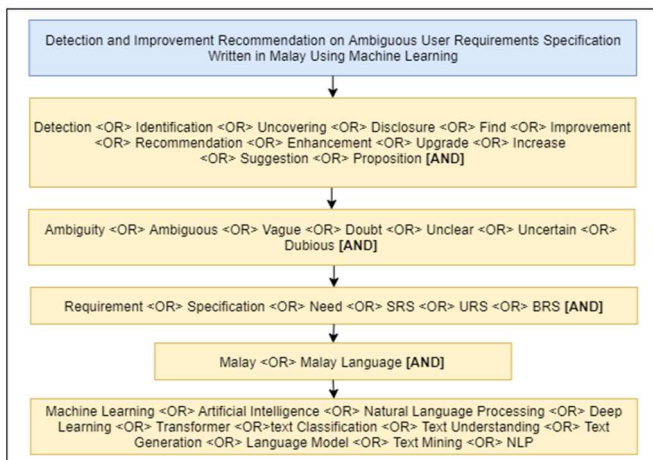 Detection and Improvement Recommendation on Ambiguous User Requirements Specification
Written in Malay Using Machine Learning
Detection <OR> Identification <OR> Uncovering <OR> Disclosure <OR> Find <OR> Improvement
<OR> Recommendation <OR> Enhancement <OR> Upgrade <OR> Increase
<OR> Suggestion <OR> Proposition [AND]
Ambiguity <OR> Ambiguous <OR> Vague <OR> Doubt <OR> Unclear <OR> Uncertain <OR>
Dubious [AND]
Requirement <OR> Specification <OR> Need <OR> SRS <OR> URS <OR> BRS [AND]
Malay <OR> Malay Language [AND]
Machine Learning <OR> Artificial Intelligence <OR> Natural Language Processing <OR> Deep
Learning <OR> Transformer <OR>text Classification <OR> Text Understanding <OR> Text
Generation <OR> Language Model <OR> Text Mining <OR> NLP